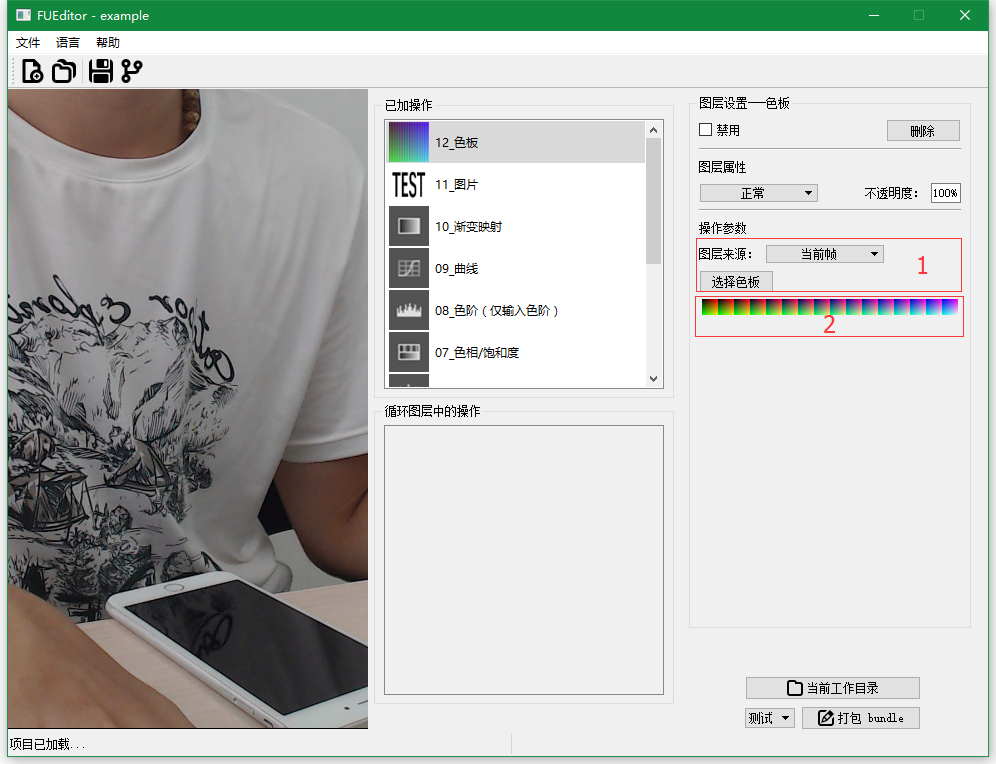 FUEditor - example
文件 语言 帮助
已加操作
12_色板
TEST 11_图片
10_渐变映射
09_曲线
08_色阶（仅输入色阶）
07_色相/饱和度
循环图层中的操作
图层设置——色板
禁用 删除
图层属性
正常 不透明度： 100%
操作参数
图层来源： 当前帧 1
选择色板
2
当前工作目录
测试 打包 bundle
项目已加载...